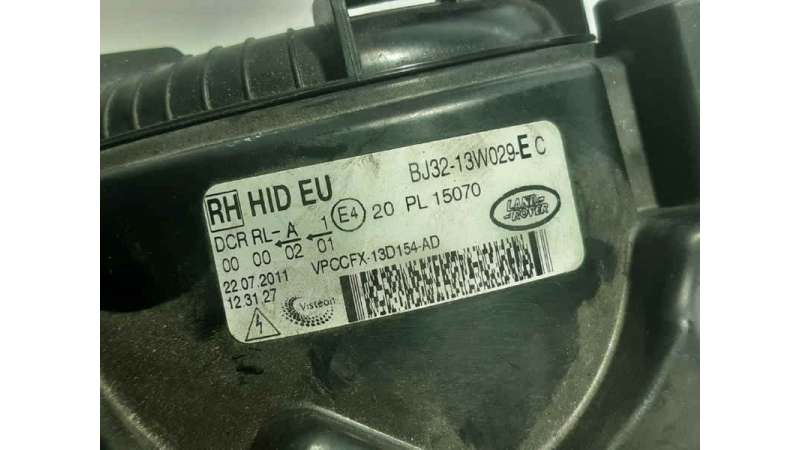 BJ32-13W029-E C
RH HID EU
E4 20 PL 15070
LAND ROVER
DCR RL- A 1
00 00 02 01
VPCCFX-13D154-AD
22.07.2011
12.31.27
Visteon